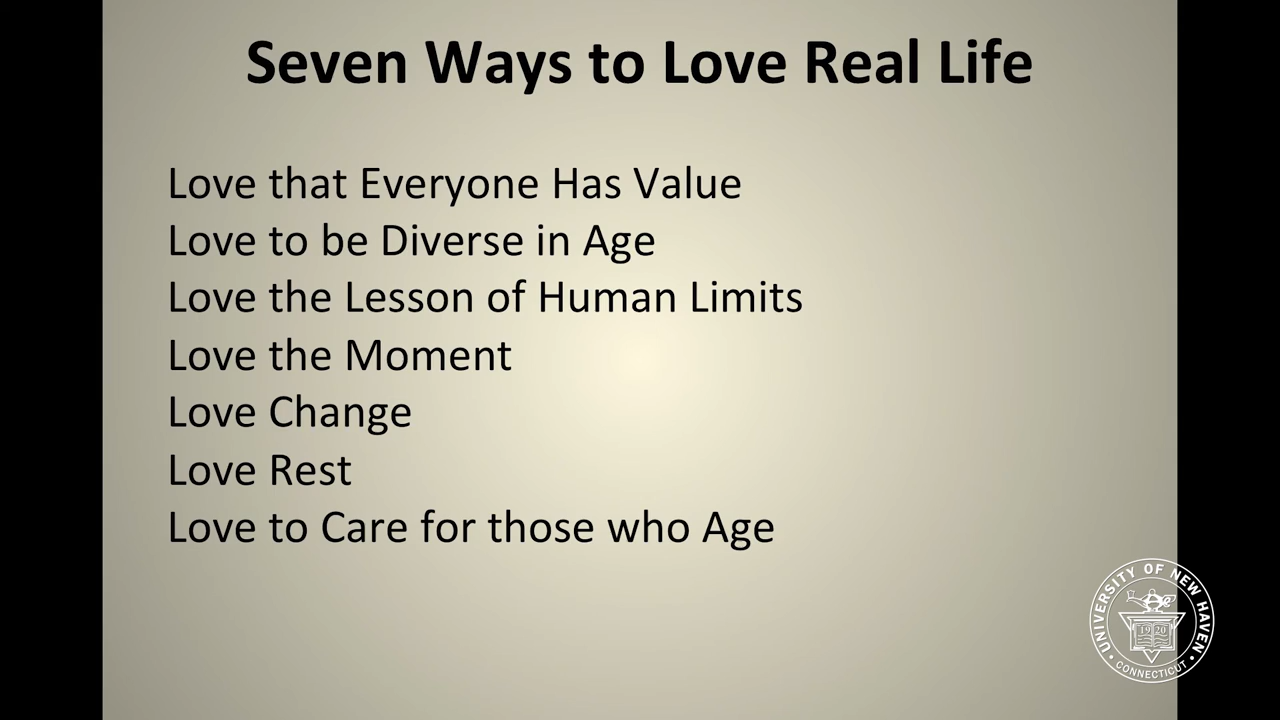 Seven Ways to Love Real Life
Love that Everyone Has Value
Love to be Diverse in Age
Love the Lesson of Human Limits
Love the Moment
Love Change
Love Rest
Love to Care for those who Age
UNIVERSITY OF NEW HAVEN
1920
CONNECTICUT